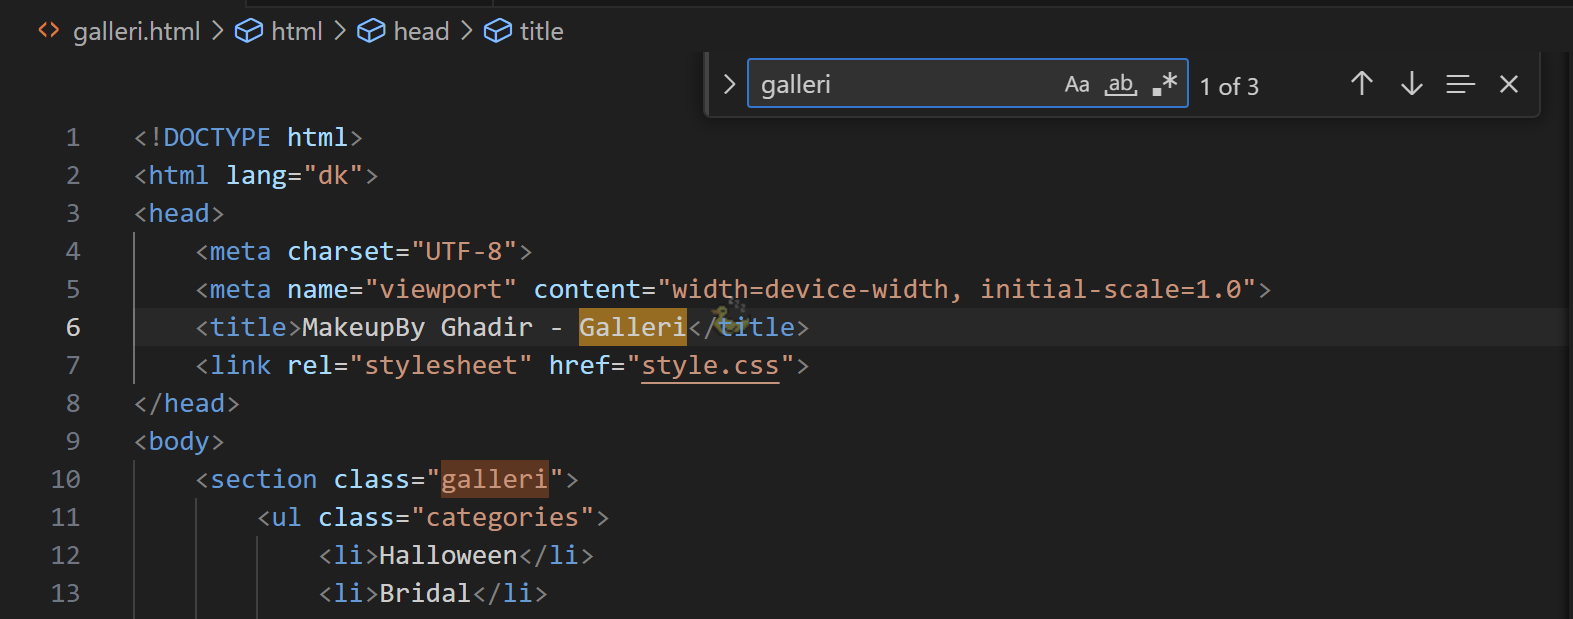 galleri.html > html > head > title
galleri Aa ab .* 1 of 3
1 <!DOCTYPE html>
2 <html lang="dk">
3 <head>
4     <meta charset="UTF-8">
5     <meta name="viewport" content="width=device-width, initial-scale=1.0">
6     <title>MakeupBy Ghadir - Galleri</title>
7     <link rel="stylesheet" href="style.css">
8 </head>
9 <body>
10     <section class="galleri">
11         <ul class="categories">
12             <li>Halloween</li>
13             <li>Bridal</li>